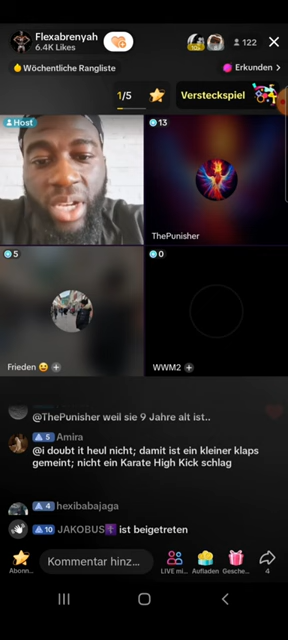 Flexabrenyah
6.4K Likes
122
Wöchentliche Rangliste
Erkunden >
1/5
Versteckspiel
Host
13
ThePunisher
5
Frieden 😆 +
0
WWM2 +
@ThePunisher weil sie 9 Jahre alt ist..
5 Amira
@i doubt it heul nicht; damit ist ein kleiner klaps
gemeint; nicht ein Karate High Kick schlag
4 hexibabajaga
10 JAKOBUS✝️ ist beigetreten
Abonn...
Kommentar hinz...
LIVE mi...
Aufladen
Gesche...
4